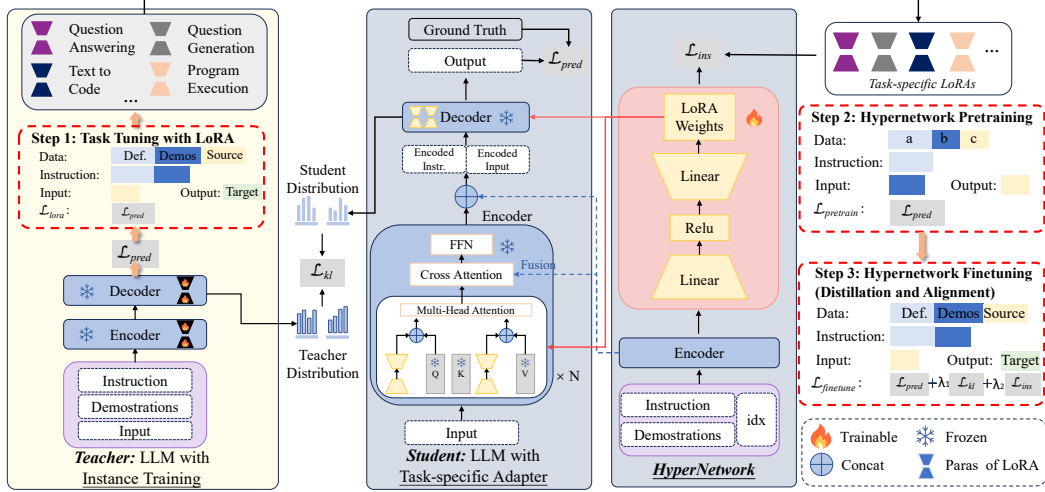 Question
Answering
Question
Generation
Text to
Code
Program
Execution
...
Step 1: Task Tuning with LoRA
Data: Def. Demos Source
Instruction:
Input: Output: Target
ℒlora : ℒpred
ℒpred
Decoder
Encoder
Instruction
Demostrations
Input
Teacher: LLM with
Instance Training
Student
Distribution
ℒkl
Teacher
Distribution
Ground Truth
Output
ℒpred
Decoder
Encoded
Instr.
Encoded
Input
Encoder
FFN
Cross Attention
Fusion
Multi-Head Attention
Q K V
× N
Input
Student: LLM with
Task-specific Adapter
ℒins
LoRA
Weights
Linear
Relu
Linear
Encoder
Instruction
Demostrations
idx
HyperNetwork
...
Task-specific LoRAs
Step 2: Hypernetwork Pretraining
Data: a b c
Instruction:
Input: Output:
ℒpretrain : ℒpred
Step 3: Hypernetwork Finetuning
(Distillation and Alignment)
Data: Def. Demos Source
Instruction:
Input: Output: Target
ℒfinetune : ℒpred +λ₁ ℒkl +λ₂ ℒins
Trainable Frozen
Concat Paras of LoRA